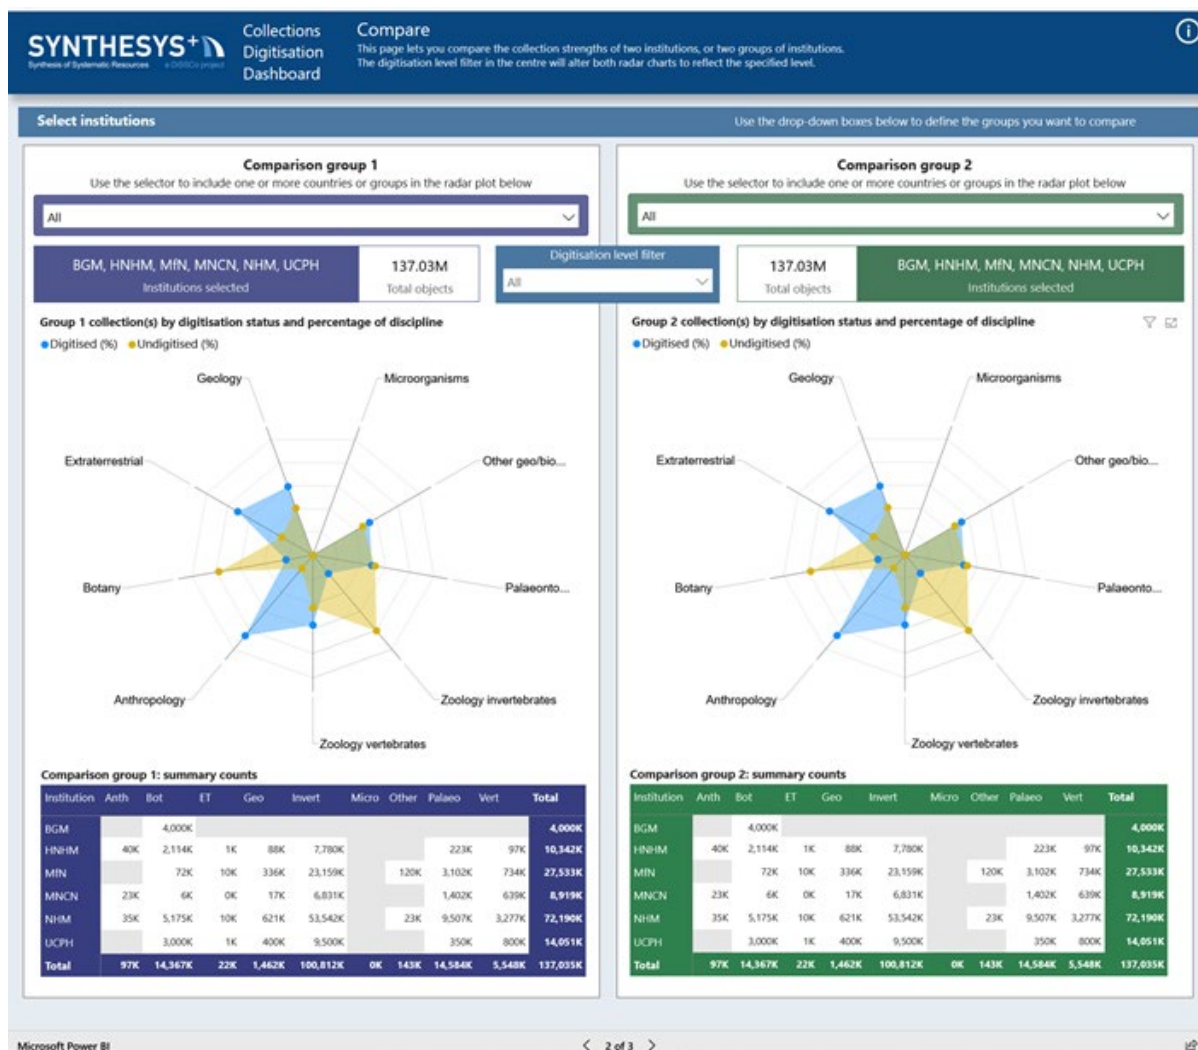 SYNTHESYS+
Synthesis of Systematic Resources
a DiSSCo project
Collections
Digitisation
Dashboard
Compare
This page lets you compare the collection strengths of two institutions, or two groups of institutions.
The digitisation level filter in the centre will alter both radar charts to reflect the specified level.
Select institutions
Use the drop-down boxes below to define the groups you want to compare
Comparison group 1
Use the selector to include one or more countries or groups in the radar plot below
All
BGM, HNHM, MfN, MNCN, NHM, UCPH
Institutions selected
137.03M
Total objects
Digitisation level filter
All
Comparison group 2
Use the selector to include one or more countries or groups in the radar plot below
All
137.03M
Total objects
BGM, HNHM, MfN, MNCN, NHM, UCPH
Institutions selected
Group 1 collection(s) by digitisation status and percentage of discipline
Digitised (%) Undigitised (%)
Geology
Microorganisms
Extraterrestrial
Other geo/bio...
Botany
Palaeonto...
Anthropology
Zoology invertebrates
Zoology vertebrates
Group 2 collection(s) by digitisation status and percentage of discipline
Digitised (%) Undigitised (%)
Geology
Microorganisms
Extraterrestrial
Other geo/bio...
Botany
Palaeonto...
Anthropology
Zoology invertebrates
Zoology vertebrates
Comparison group 1: summary counts
Institution Anth Bot ET Geo Invert Micro Other Palaeo Vert Total
BGM 4,000K 4,000K
HNHM 40K 2,114K 1K 88K 7,780K 223K 97K 10,342K
MfN 72K 10K 336K 23,159K 120K 3,102K 734K 27,533K
MNCN 23K 6K 0K 17K 6,831K 1,402K 639K 8,919K
NHM 35K 5,175K 10K 621K 53,542K 23K 9,507K 3,277K 72,190K
UCPH 3,000K 1K 400K 9,500K 350K 800K 14,051K
Total 97K 14,367K 22K 1,462K 100,812K 0K 143K 14,584K 5,548K 137,035K
Comparison group 2: summary counts
Institution Anth Bot ET Geo Invert Micro Other Palaeo Vert Total
BGM 4,000K 4,000K
HNHM 40K 2,114K 1K 88K 7,780K 223K 97K 10,342K
MfN 72K 10K 336K 23,159K 120K 3,102K 734K 27,533K
MNCN 23K 6K 0K 17K 6,831K 1,402K 639K 8,919K
NHM 35K 5,175K 10K 621K 53,542K 23K 9,507K 3,277K 72,190K
UCPH 3,000K 1K 400K 9,500K 350K 800K 14,051K
Total 97K 14,367K 22K 1,462K 100,812K 0K 143K 14,584K 5,548K 137,035K
Microsoft Power BI
2 of 3